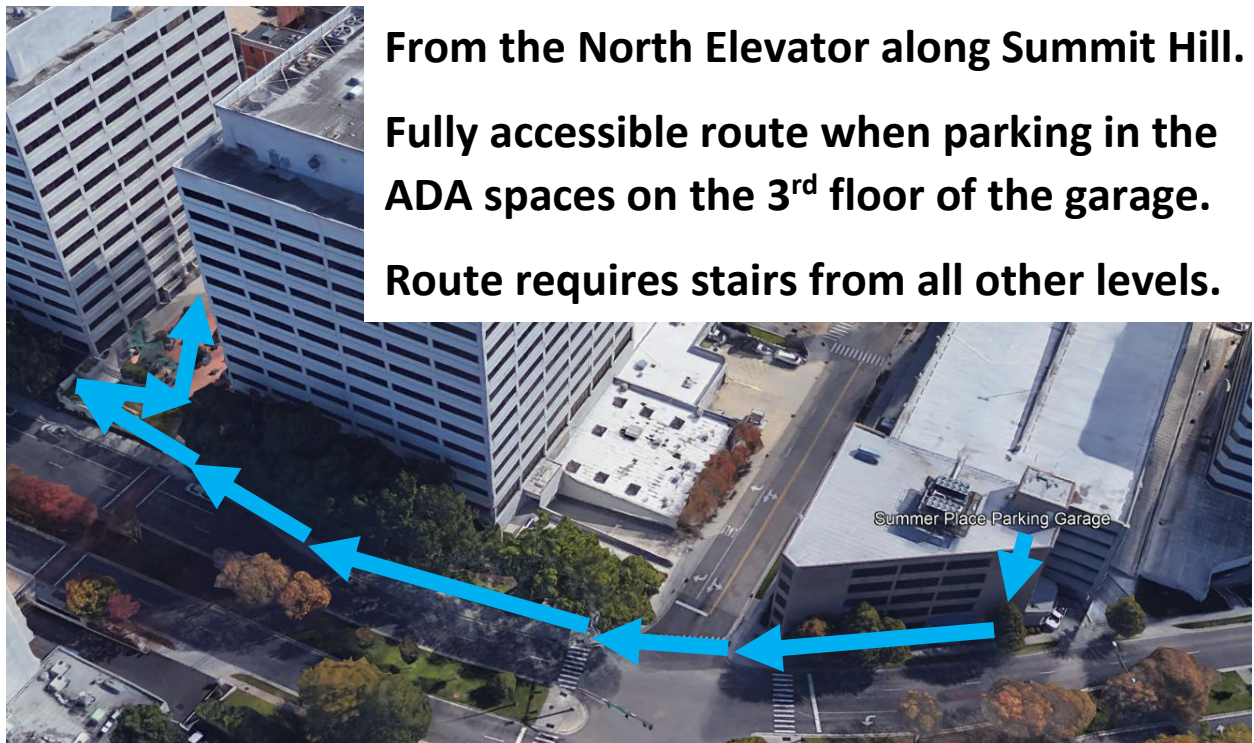 From the North Elevator along Summit Hill.
Fully accessible route when parking in the
ADA spaces on the 3rd floor of the garage.
Route requires stairs from all other levels.
Summer Place Parking Garage